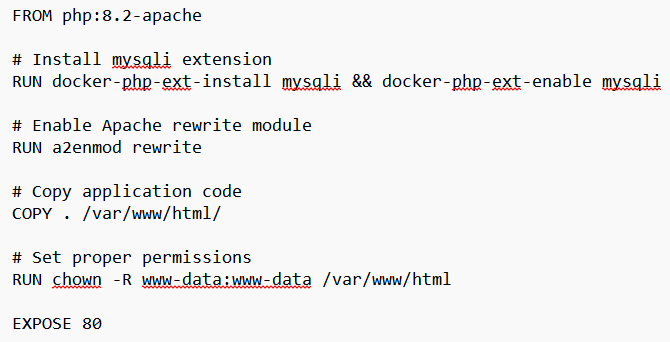 FROM php:8.2-apache
# Install mysqli extension
RUN docker-php-ext-install mysqli && docker-php-ext-enable mysqli
# Enable Apache rewrite module
RUN a2enmod rewrite
# Copy application code
COPY . /var/www/html/
# Set proper permissions
RUN chown -R www-data:www-data /var/www/html
EXPOSE 80